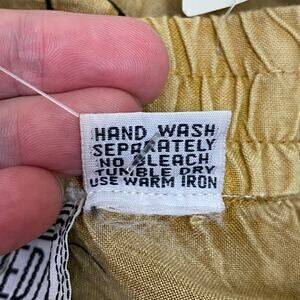 HAND WASH
SEPARATELY
NO BLEACH
TUMBLE DRY
USE WARM IRON